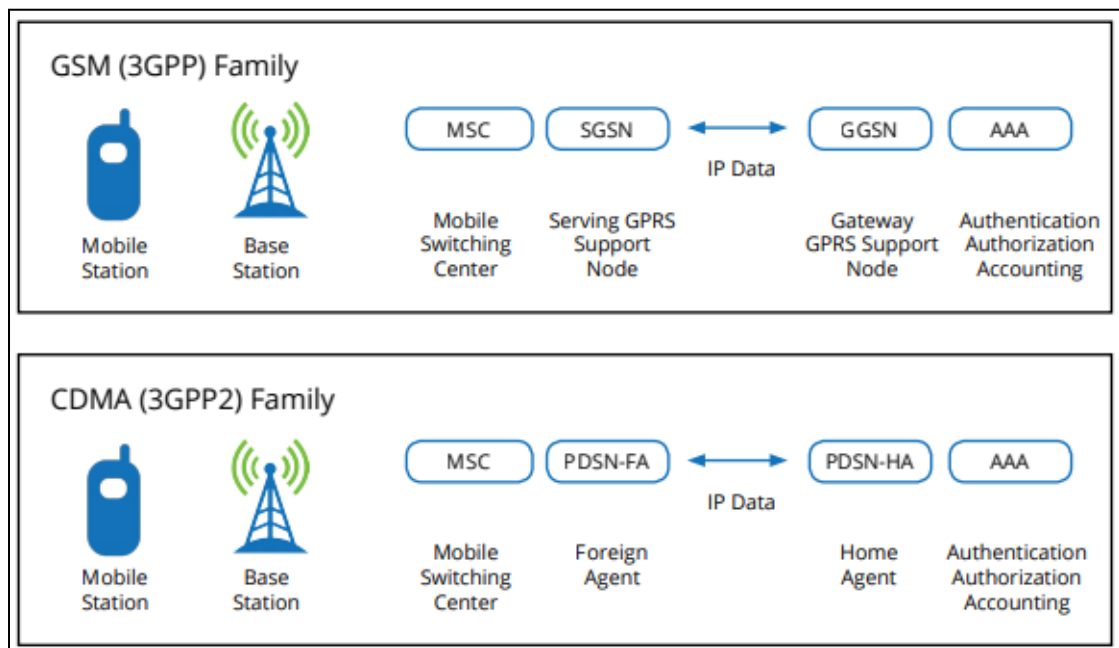 GSM (3GPP) Family
MSC
SGSN
GGSN
AAA
IP Data
Mobile
Station
Base
Station
Mobile
Switching
Center
Serving GPRS
Support
Node
Gateway
GPRS Support
Node
Authentication
Authorization
Accounting
CDMA (3GPP2) Family
MSC
PDSN-FA
PDSN-HA
AAA
IP Data
Mobile
Station
Base
Station
Mobile
Switching
Center
Foreign
Agent
Home
Agent
Authentication
Authorization
Accounting